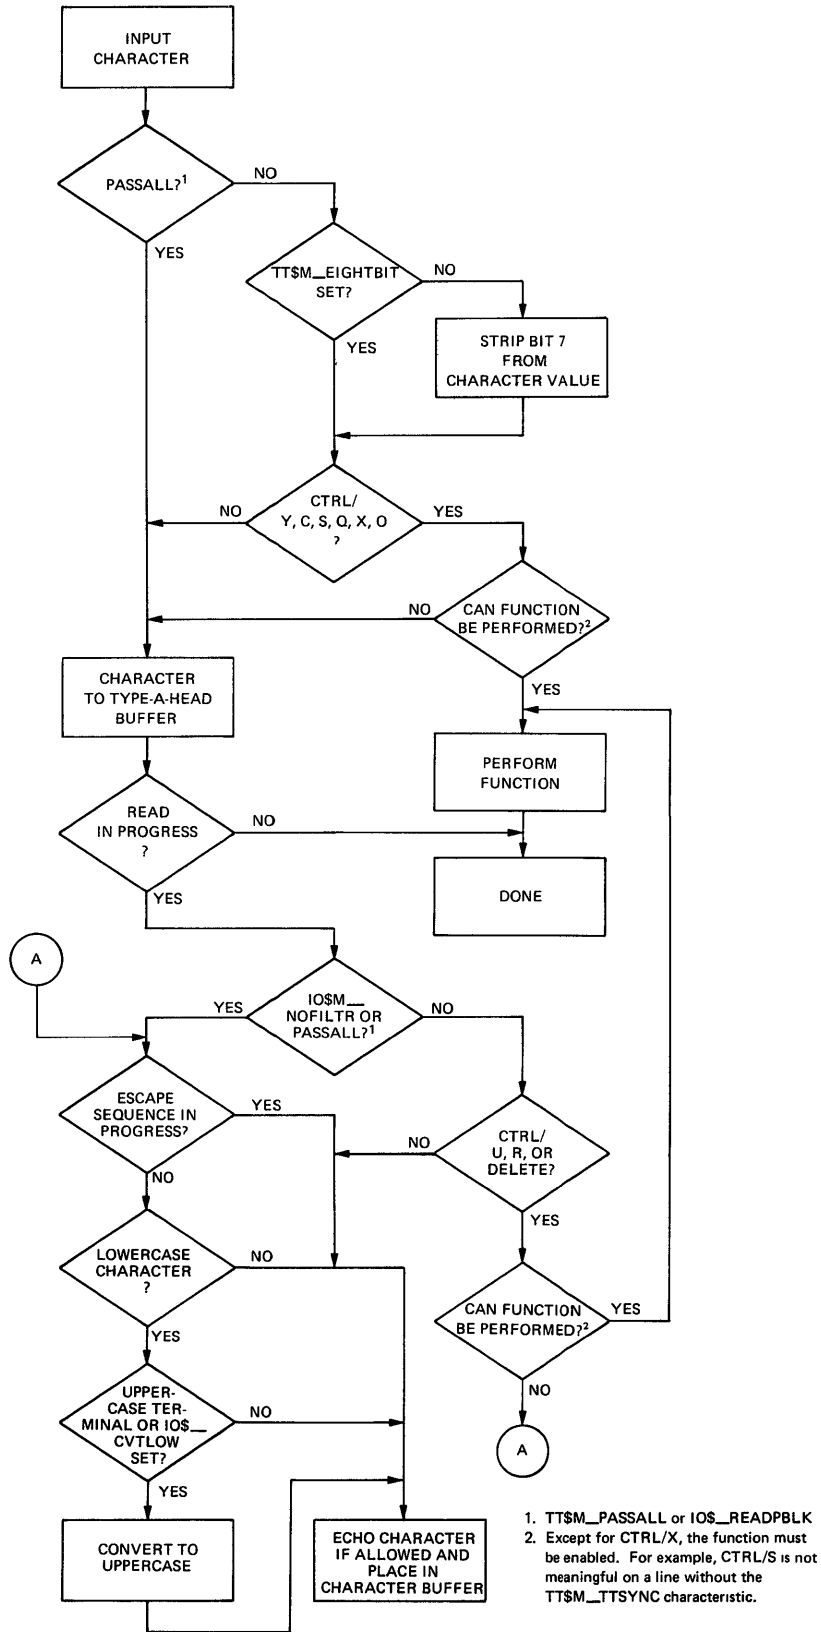 INPUT
CHARACTER
PASSALL?1
NO
YES
TT$M__EIGHTBIT
SET?
NO
YES
STRIP BIT 7
FROM
CHARACTER VALUE
CTRL/
Y, C, S, Q, X, O
?
NO
YES
CAN FUNCTION
BE PERFORMED?2
NO
YES
CHARACTER
TO TYPE-A-HEAD
BUFFER
PERFORM
FUNCTION
READ
IN PROGRESS
?
NO
YES
DONE
A
IO$M__
NOFILTR OR
PASSALL?1
YES
NO
ESCAPE
SEQUENCE IN
PROGRESS?
YES
NO
CTRL/
U, R, OR
DELETE?
NO
YES
LOWERCASE
CHARACTER
?
NO
YES
CAN FUNCTION
BE PERFORMED?2
YES
NO
A
UPPER-
CASE TER-
MINAL OR IO$__
CVTLOW
SET?
NO
YES
CONVERT TO
UPPERCASE
ECHO CHARACTER
IF ALLOWED AND
PLACE IN
CHARACTER BUFFER
1. TT$M__PASSALL or IO$__READPBLK
2. Except for CTRL/X, the function must
be enabled. For example, CTRL/S is not
meaningful on a line without the
TT$M__TTSYNC characteristic.